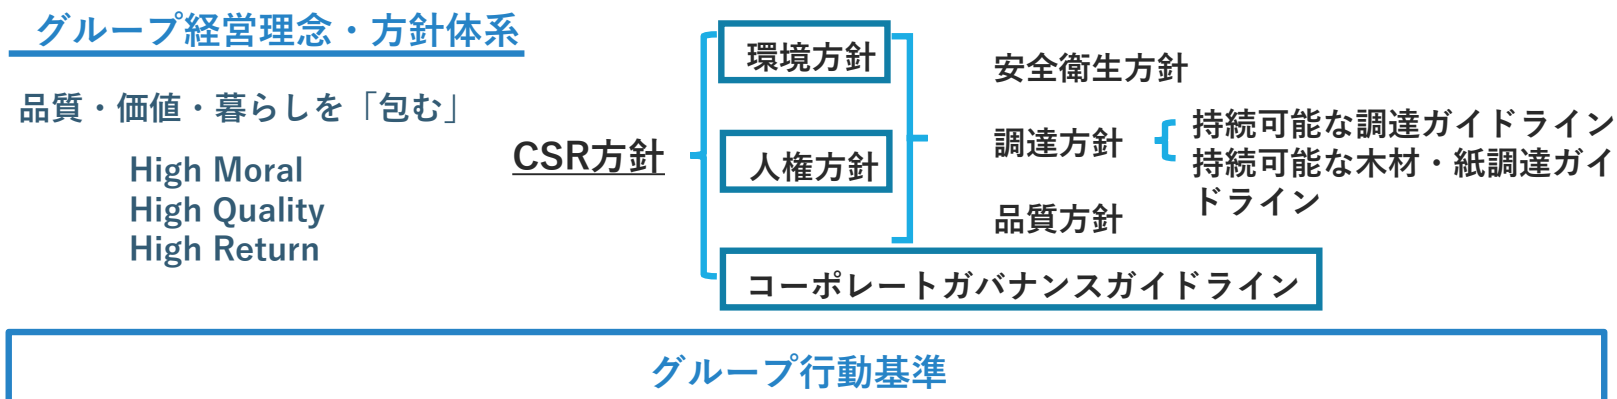 グループ経営理念・方針体系
品質・価値・暮らしを「包む」
High Moral
High Quality
High Return
CSR方針
環境方針
人権方針
コーポレートガバナンスガイドライン
安全衛生方針
調達方針
品質方針
持続可能な調達ガイドライン
持続可能な木材・紙調達ガイ
ドライン
グループ行動基準